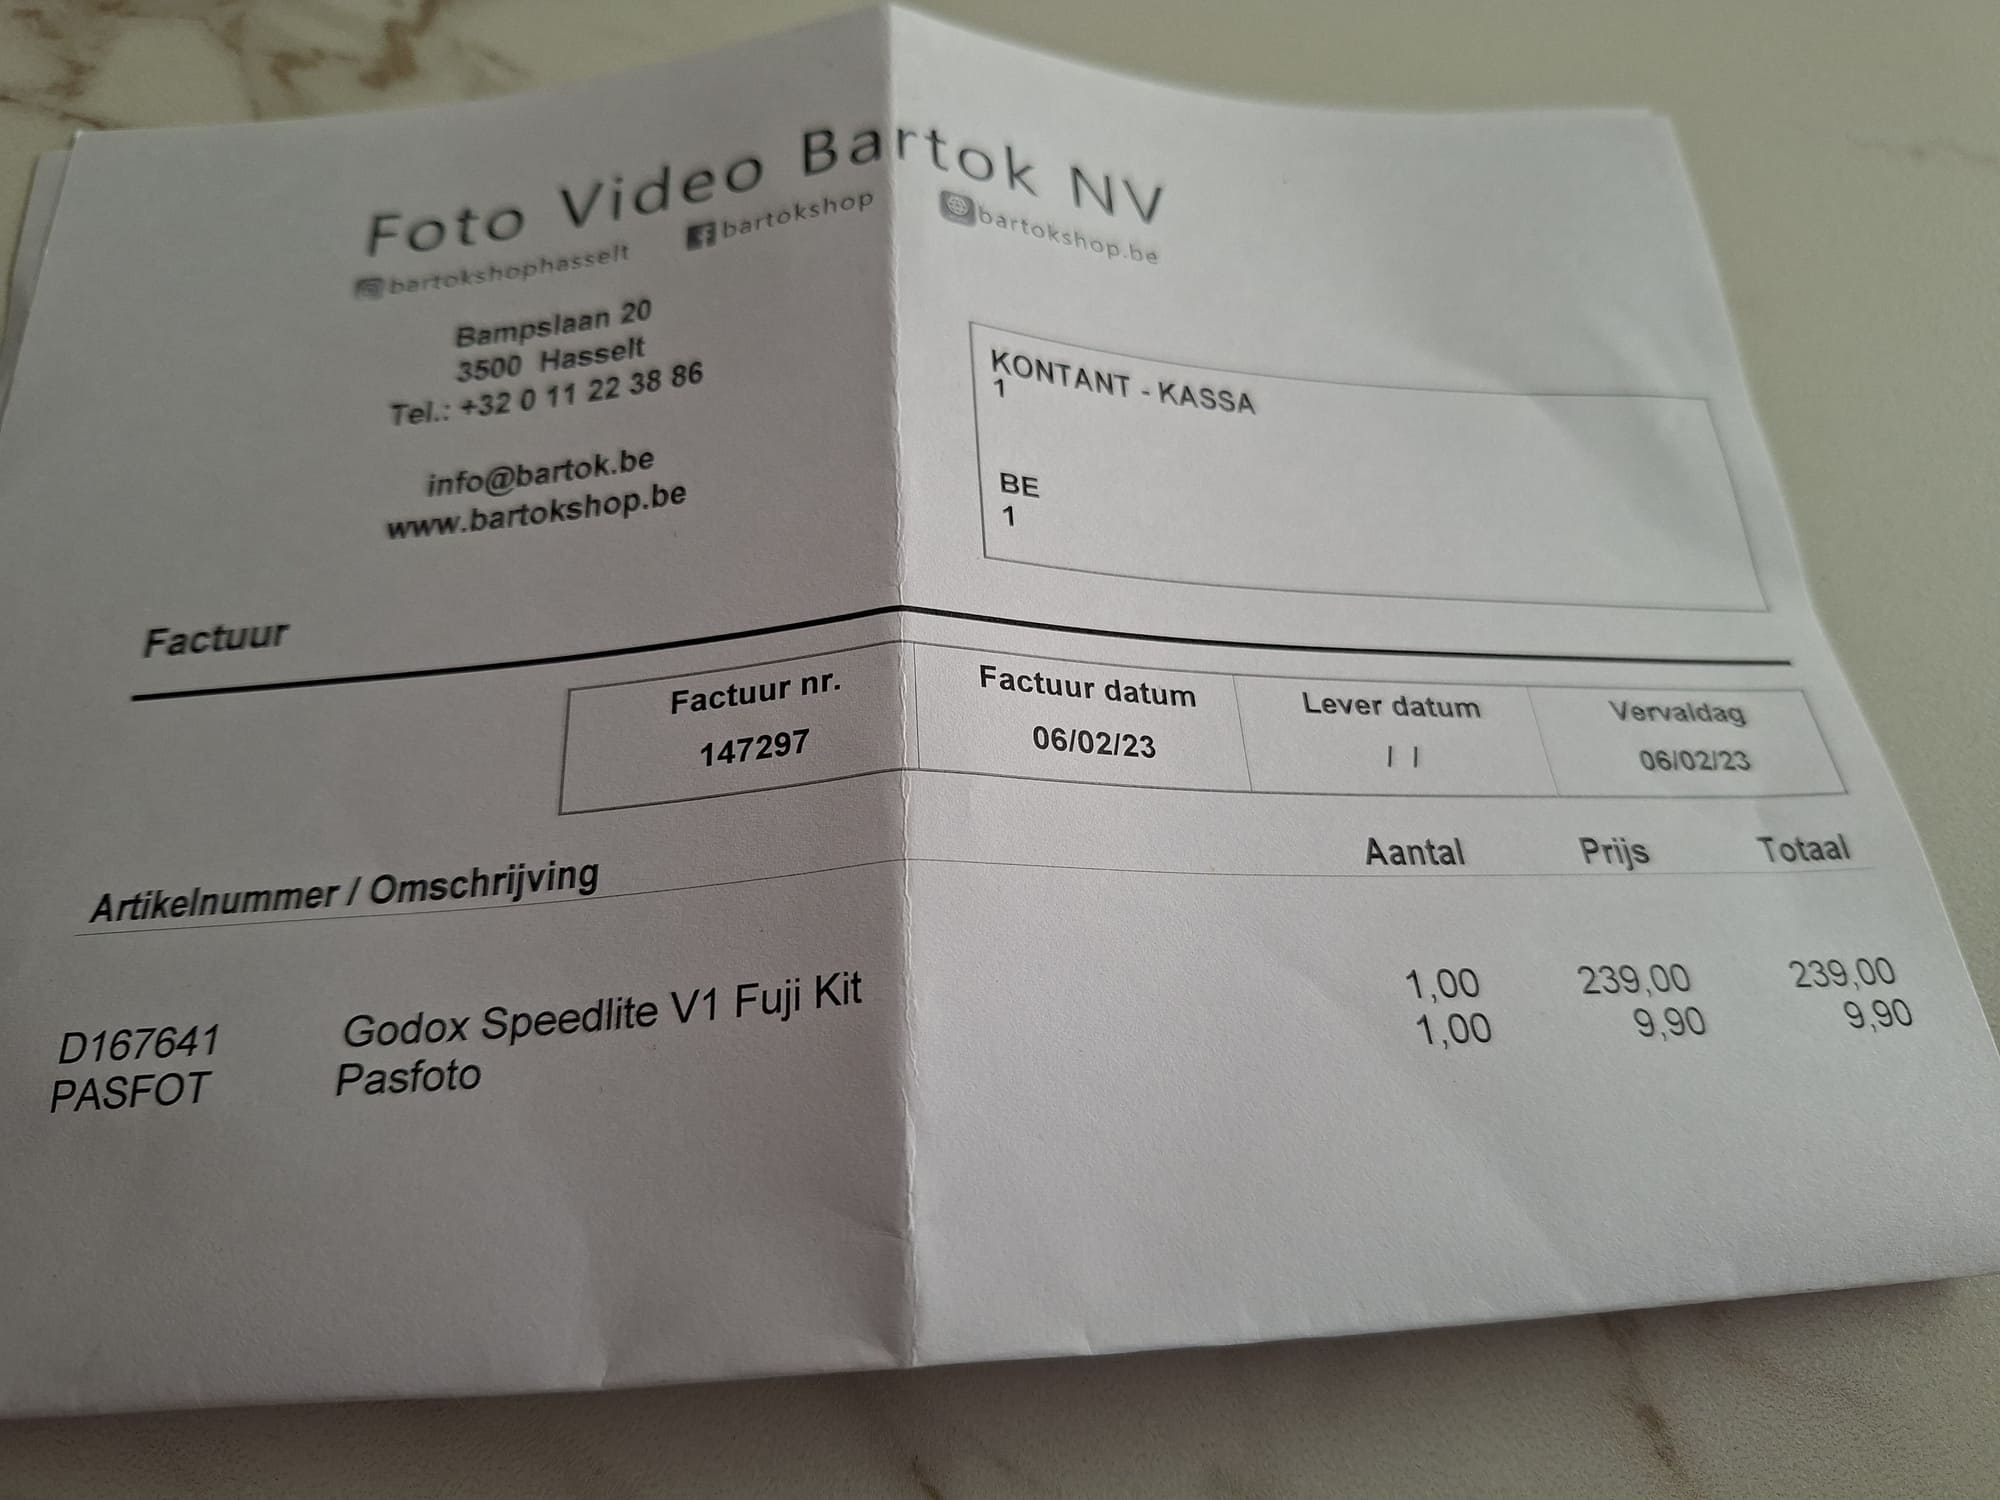 Foto Video Bartok NV
bartokshophasselt bartokshop bartokshop.be
Bampslaan 20
3500 Hasselt
Tel.: +32 0 11 22 38 86
info@bartok.be
www.bartokshop.be
KONTANT - KASSA
1
BE
1
Factuur
Factuur nr. Factuur datum Lever datum Vervaldag
147297 06/02/23 / / 06/02/23
Artikelnummer / Omschrijving Aantal Prijs Totaal
D167641 Godox Speedlite V1 Fuji Kit 1,00 239,00 239,00
PASFOT Pasfoto 1,00 9,90 9,90